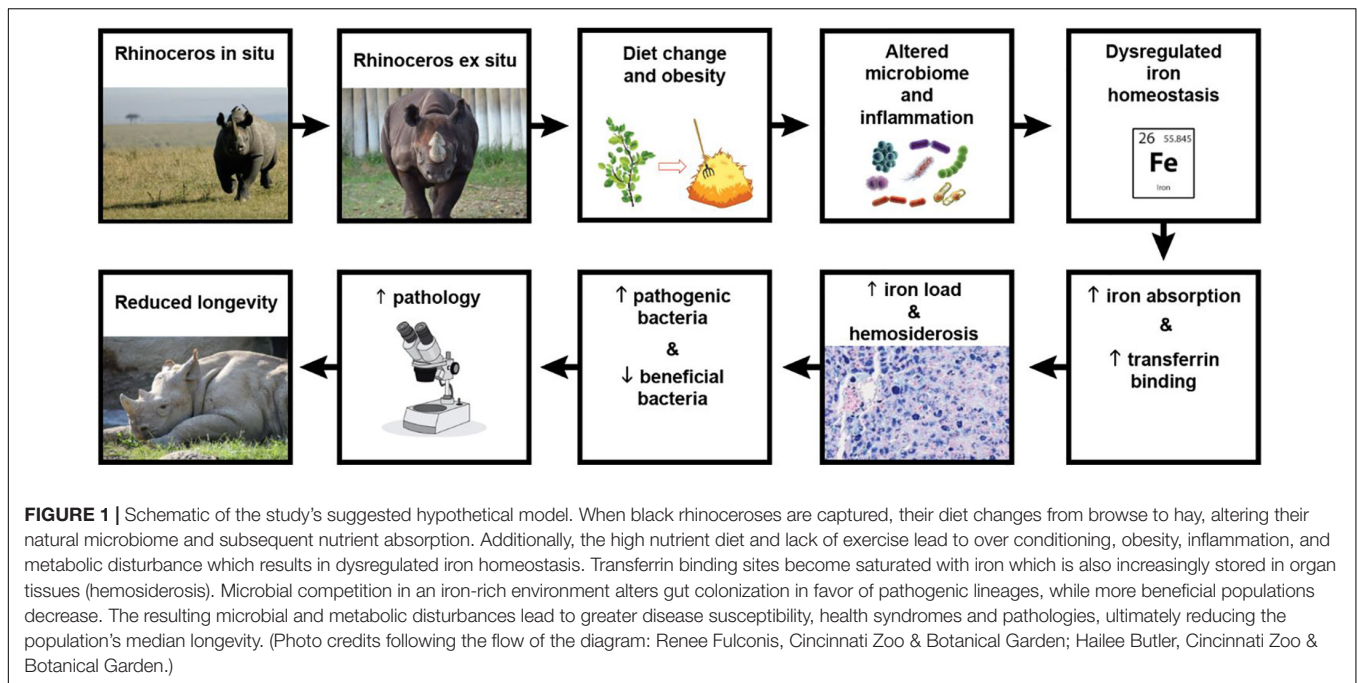 Rhinoceros in situ
Rhinoceros ex situ
Diet change
and obesity
Altered
microbiome
and
inflammation
Dysregulated
iron
homeostasis
26 55.845
Fe
Iron
↑ iron absorption
&
↑ transferrin
binding
↑ iron load
&
hemosiderosis
↑ pathogenic
bacteria
&
↓ beneficial
bacteria
↑ pathology
Reduced longevity
FIGURE 1 | Schematic of the study's suggested hypothetical model. When black rhinoceroses are captured, their diet changes from browse to hay, altering their
natural microbiome and subsequent nutrient absorption. Additionally, the high nutrient diet and lack of exercise lead to over conditioning, obesity, inflammation, and
metabolic disturbance which results in dysregulated iron homeostasis. Transferrin binding sites become saturated with iron which is also increasingly stored in organ
tissues (hemosiderosis). Microbial competition in an iron-rich environment alters gut colonization in favor of pathogenic lineages, while more beneficial populations
decrease. The resulting microbial and metabolic disturbances lead to greater disease susceptibility, health syndromes and pathologies, ultimately reducing the
population's median longevity. (Photo credits following the flow of the diagram: Renee Fulconis, Cincinnati Zoo & Botanical Garden; Hailee Butler, Cincinnati Zoo &
Botanical Garden.)